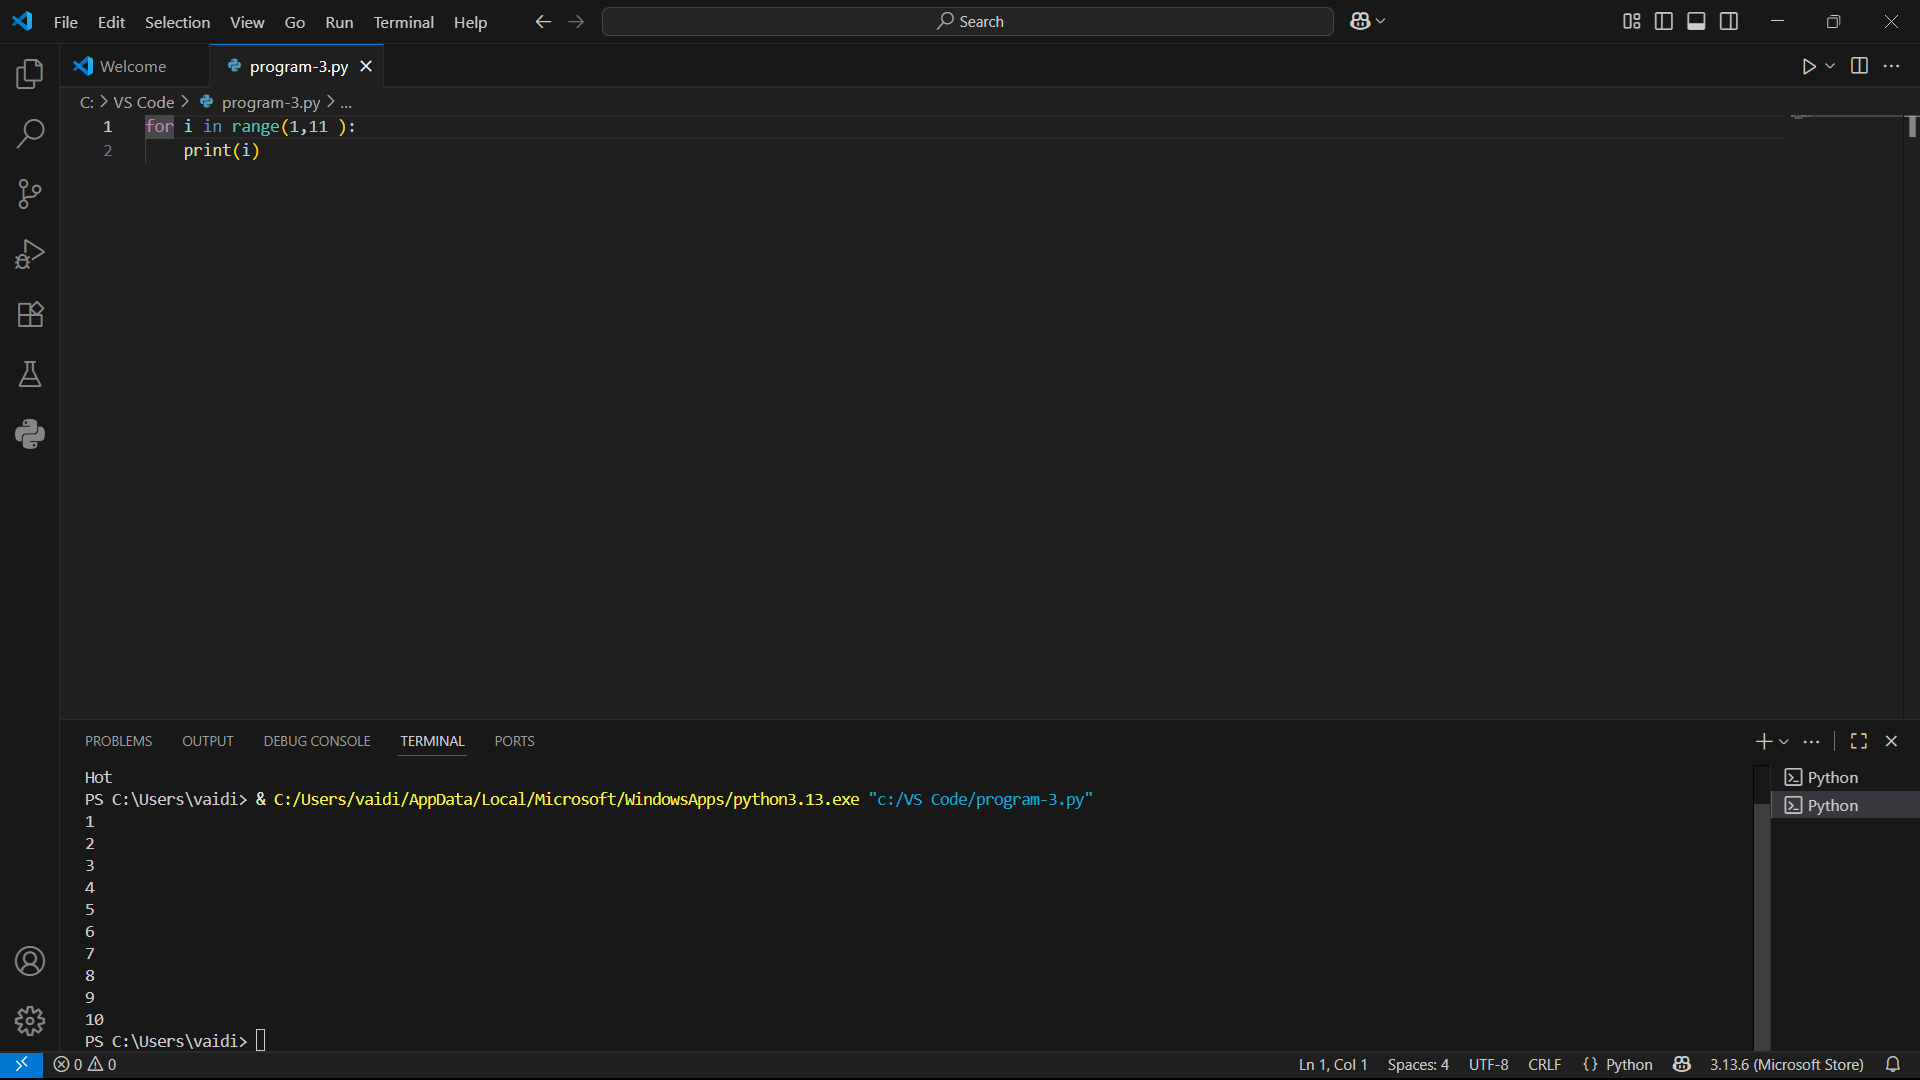 File Edit Selection View Go Run Terminal Help
Search
Welcome
program-3.py
C: > VS Code > program-3.py > ...
1 for i in range(1,11 ):
2 print(i)
PROBLEMS OUTPUT DEBUG CONSOLE TERMINAL PORTS
Hot
PS C:\Users\vaidi> & C:/Users/vaidi/AppData/Local/Microsoft/WindowsApps/python3.13.exe "c:/VS Code/program-3.py"
1
2
3
4
5
6
7
8
9
10
PS C:\Users\vaidi>
Python
Python
0 0
Ln 1, Col 1 Spaces: 4 UTF-8 CRLF {} Python 3.13.6 (Microsoft Store)